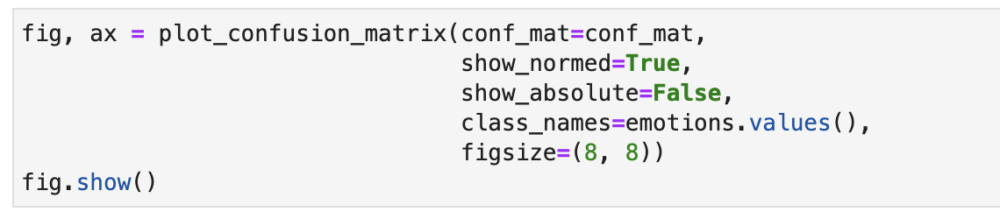 fig, ax = plot_confusion_matrix(conf_mat=conf_mat,
                                show_normed=True,
                                show_absolute=False,
                                class_names=emotions.values(),
                                figsize=(8, 8))
fig.show()